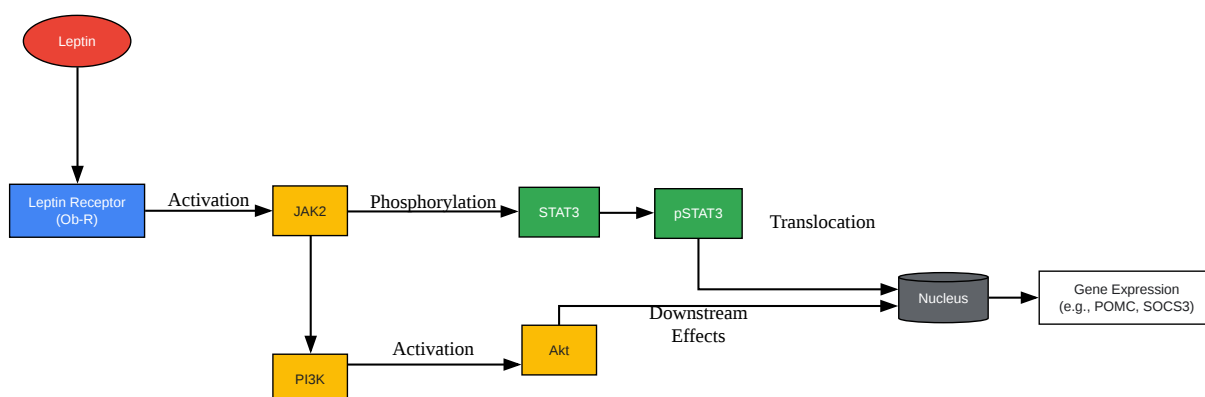 Leptin
Leptin Receptor
(Ob-R)
Activation
JAK2
Phosphorylation
STAT3
pSTAT3
Translocation
Nucleus
Gene Expression
(e.g., POMC, SOCS3)
Downstream
Effects
Akt
Activation
PI3K